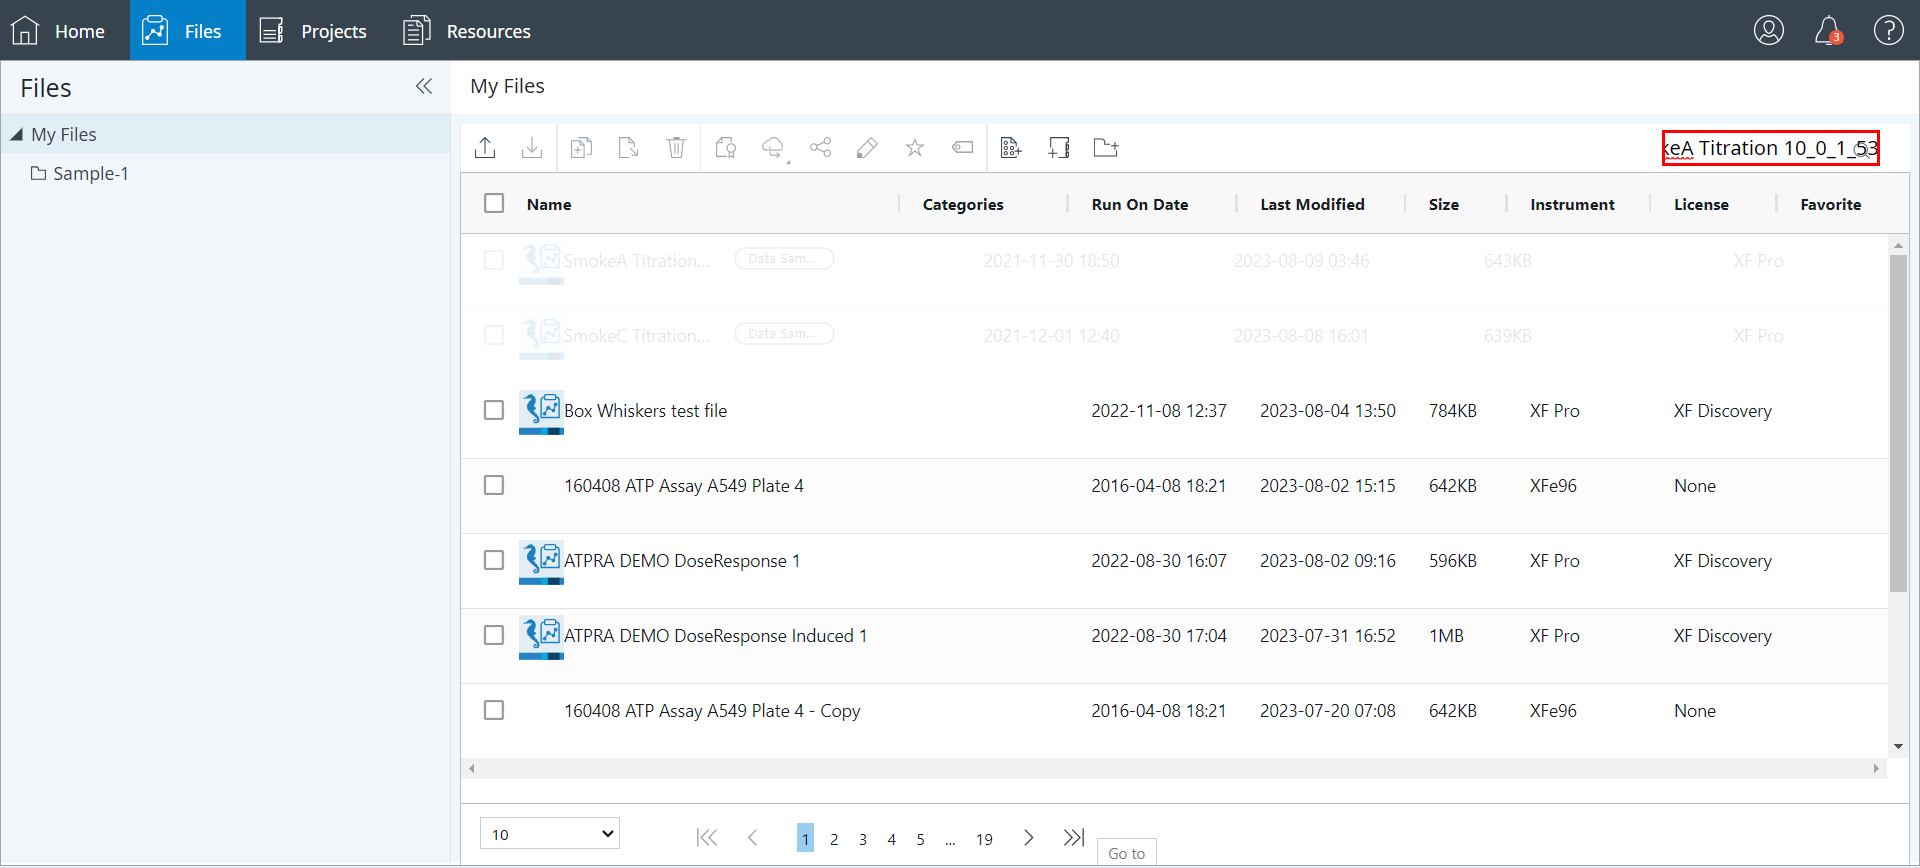 Home Files Projects Resources 3
Files
My Files
My Files
Sample-1
keA Titration 10_0_1_53
Name Categories Run On Date Last Modified Size Instrument License Favorite
SmokeA Titration... Data Sam... 2021-11-30 18:50 2023-08-09 03:46 643KB XF Pro
SmokeC Titration... Data Sam... 2021-12-01 12:40 2023-08-08 16:01 639KB XF Pro
Box Whiskers test file 2022-11-08 12:37 2023-08-04 13:50 784KB XF Pro XF Discovery
160408 ATP Assay A549 Plate 4 2016-04-08 18:21 2023-08-02 15:15 642KB XFe96 None
ATPRA DEMO DoseResponse 1 2022-08-30 16:07 2023-08-02 09:16 596KB XF Pro XF Discovery
ATPRA DEMO DoseResponse Induced 1 2022-08-30 17:04 2023-07-31 16:52 1MB XF Pro XF Discovery
160408 ATP Assay A549 Plate 4 - Copy 2016-04-08 18:21 2023-07-20 07:08 642KB XFe96 None
10 1 2 3 4 5 ... 19 Go to